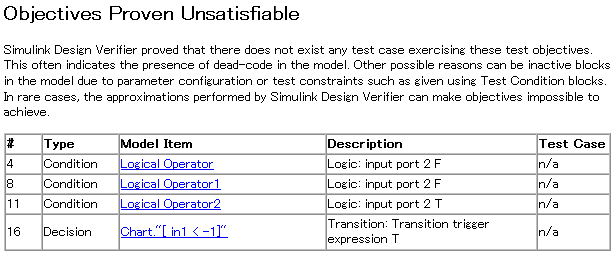 Objectives Proven Unsatisfiable
Simulink Design Verifier proved that there does not exist any test case exercising these test objectives.
This often indicates the presence of dead-code in the model. Other possible reasons can be inactive blocks
in the model due to parameter configuration or test constraints such as given using Test Condition blocks.
In rare cases, the approximations performed by Simulink Design Verifier can make objectives impossible to
achieve.
# Type Model Item Description Test Case
4 Condition Logical Operator Logic: input port 2 F n/a
8 Condition Logical Operator1 Logic: input port 2 F n/a
11 Condition Logical Operator2 Logic: input port 2 T n/a
16 Decision Chart."[ in1 < -1]" Transition: Transition trigger expression T n/a